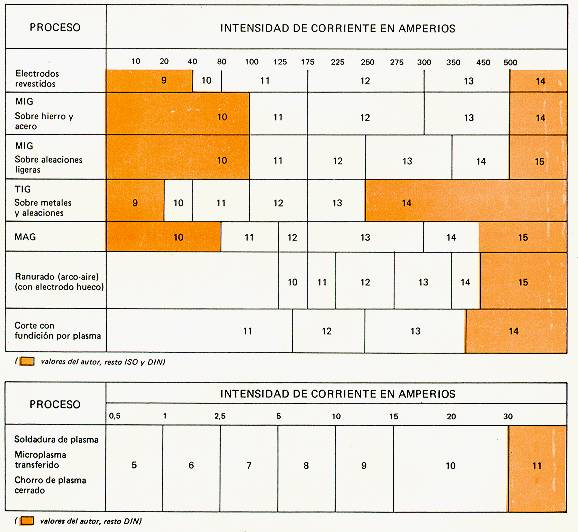 PROCESO INTENSIDAD DE CORRIENTE EN AMPERIOS
10 20 40 80 100 125 175 225 250 275 300 350 450 500
Electrodos
revestidos 9 10 11 12 13 14
MIG
Sobre hierro y
acero 10 11 12 13 14
MIG
Sobre aleaciones
ligeras 10 11 12 13 14 15
TIG
Sobre metales
y aleaciones 9 10 11 12 13 14
MAG 10 11 12 13 14 15
Ranurado (arco-aire)
(con electrodo hueco) 10 11 12 13 14 15
Corte con
fundición por plasma 11 12 13 14
( valores del autor, resto ISO y DIN)
PROCESO INTENSIDAD DE CORRIENTE EN AMPERIOS
0,5 1 2,5 5 10 15 20 30
Soldadura de plasma
Microplasma
transferido 5 6 7 8 9 10 11
Chorro de plasma
cerrado
( valores del autor, resto DIN)